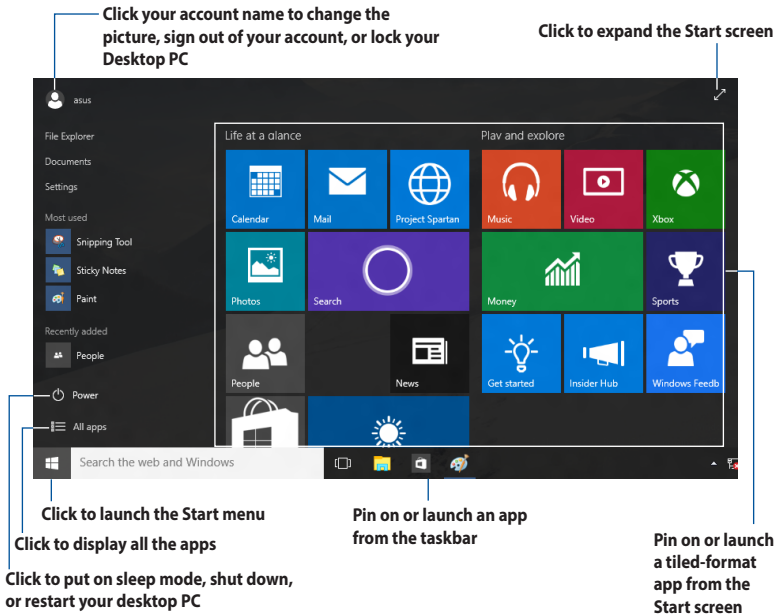 Click your account name to change the
picture, sign out of your account, or lock your
Desktop PC
Click to expand the Start screen
asus
File Explorer
Documents
Settings
Most used
Snipping Tool
Sticky Notes
Paint
Recently added
People
Power
All apps
Search the web and Windows
Life at a glance
Calendar
Mail
Project Spartan
Photos
Search
People
News
Play and explore
Music
Video
Xbox
Money
Sports
Get started
Insider Hub
Windows Feedb
Click to launch the Start menu
Click to display all the apps
Click to put on sleep mode, shut down,
or restart your desktop PC
Pin on or launch an app
from the taskbar
Pin on or launch
a tiled-format
app from the
Start screen